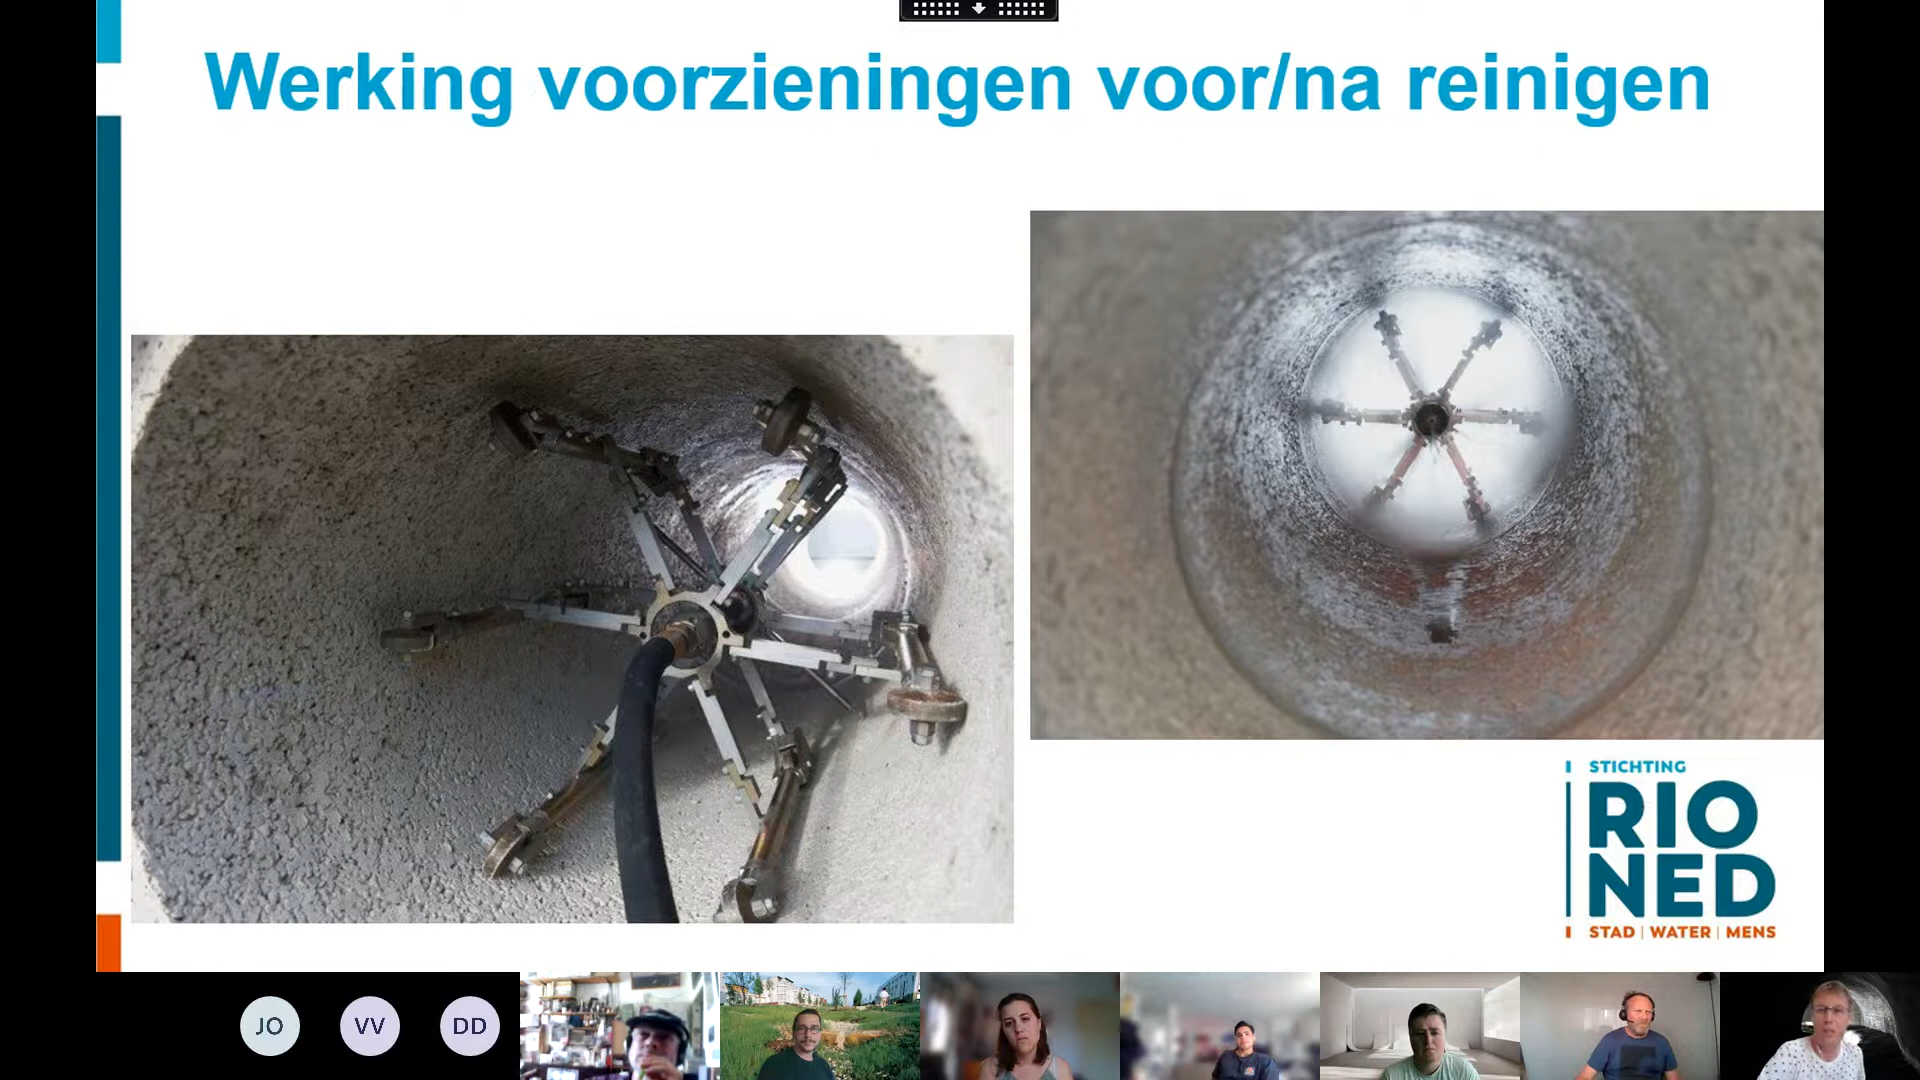 Werking voorzieningen voor/na reinigen
STICHTING
RIO
NED
STAD | WATER | MENS
JO
VV
DD